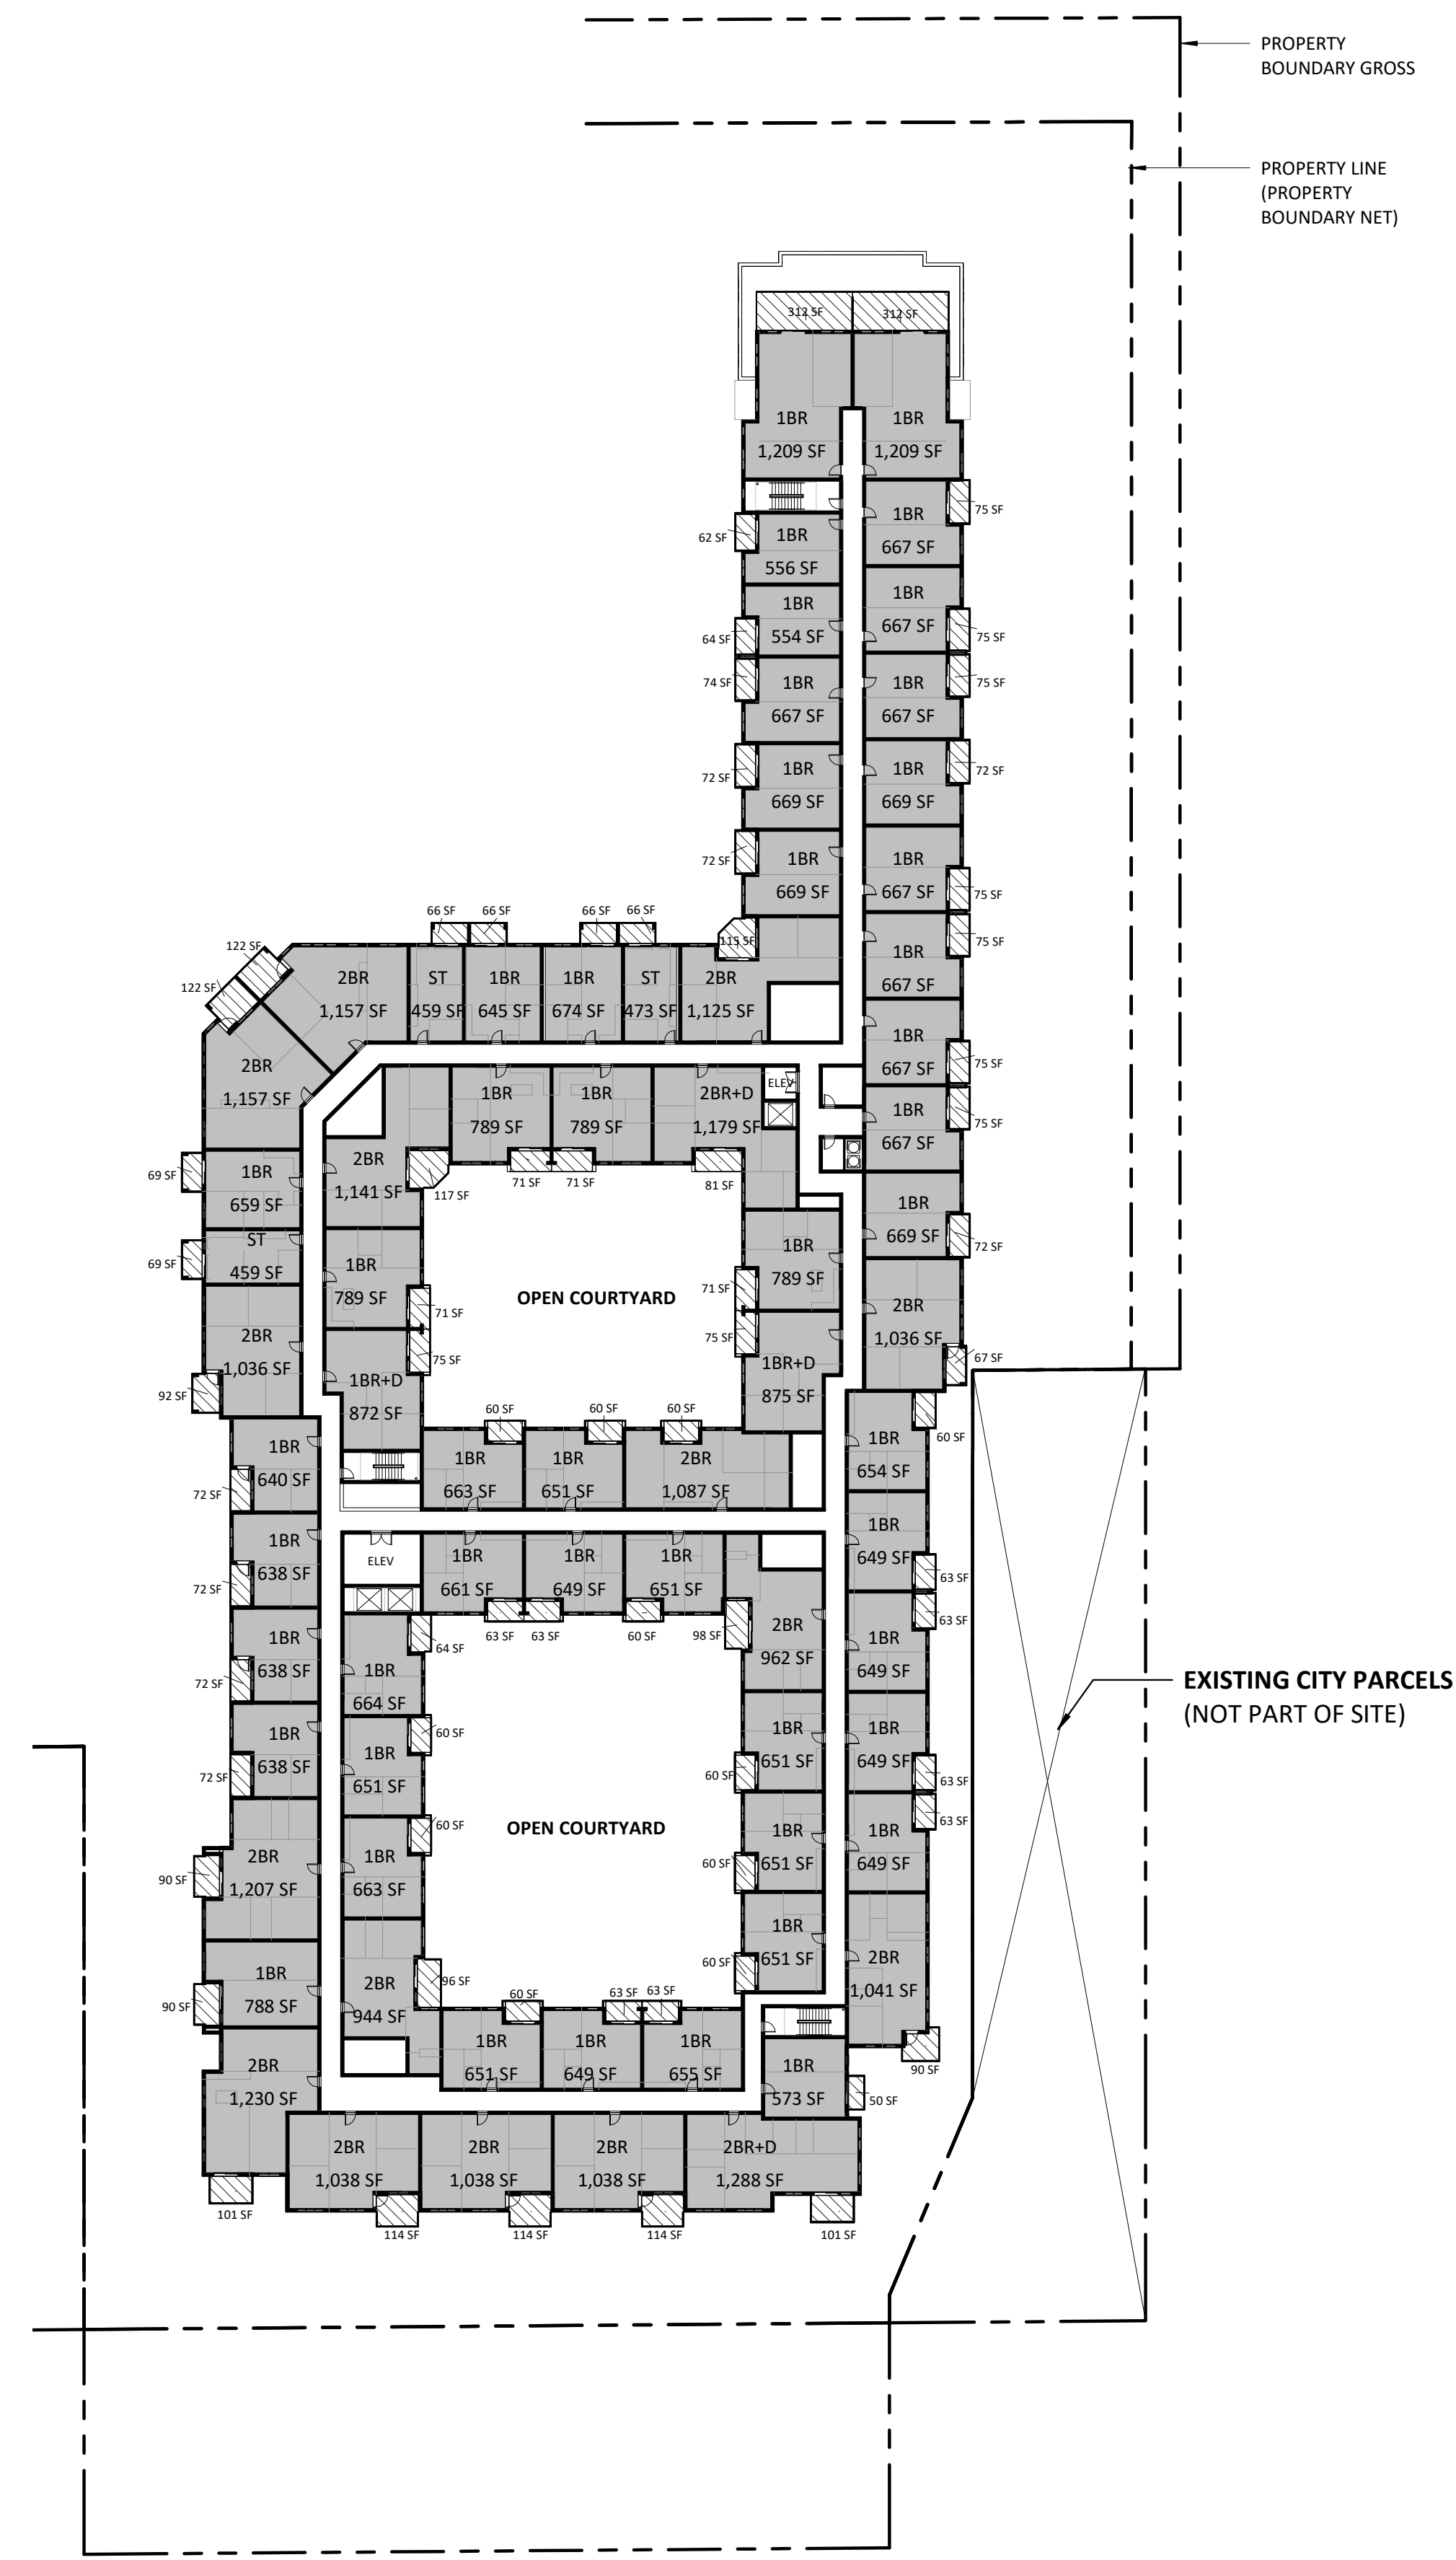 PROPERTY
BOUNDARY GROSS
PROPERTY LINE
(PROPERTY
BOUNDARY NET)
312 SF
312 SF
1BR
1,209 SF
1BR
1,209 SF
75 SF
1BR
667 SF
62 SF
1BR
556 SF
1BR
667 SF
75 SF
1BR
554 SF
64 SF
74 SF
1BR
667 SF
1BR
667 SF
75 SF
72 SF
1BR
669 SF
1BR
669 SF
72 SF
72 SF
1BR
669 SF
1BR
667 SF
75 SF
66 SF
66 SF
66 SF
66 SF
115 SF
1BR
667 SF
75 SF
122 SF
122 SF
2BR
1,157 SF
ST
459 SF
1BR
645 SF
1BR
674 SF
ST
473 SF
2BR
1,125 SF
1BR
667 SF
75 SF
2BR
1,157 SF
1BR
789 SF
1BR
789 SF
2BR+D
1,179 SF
ELEV
1BR
667 SF
75 SF
69 SF
1BR
659 SF
2BR
1,141 SF
117 SF
71 SF
71 SF
81 SF
1BR
669 SF
72 SF
69 SF
ST
459 SF
1BR
789 SF
71 SF
OPEN COURTYARD
71 SF
1BR
789 SF
2BR
1,036 SF
67 SF
2BR
1,036 SF
92 SF
1BR+D
872 SF
75 SF
75 SF
1BR+D
875 SF
60 SF
60 SF
60 SF
60 SF
1BR
654 SF
1BR
640 SF
72 SF
1BR
663 SF
1BR
651 SF
2BR
1,087 SF
1BR
638 SF
72 SF
ELEV
1BR
661 SF
1BR
649 SF
1BR
651 SF
1BR
649 SF
63 SF
1BR
638 SF
72 SF
64 SF
63 SF
63 SF
60 SF
98 SF
2BR
962 SF
63 SF
1BR
649 SF
1BR
664 SF
EXISTING CITY PARCELS
(NOT PART OF SITE)
1BR
638 SF
72 SF
1BR
651 SF
60 SF
1BR
651 SF
60 SF
1BR
649 SF
63 SF
2BR
1,207 SF
90 SF
1BR
663 SF
60 SF
OPEN COURTYARD
1BR
651 SF
60 SF
1BR
649 SF
63 SF
1BR
788 SF
90 SF
2BR
944 SF
96 SF
60 SF
63 SF
63 SF
1BR
651 SF
60 SF
2BR
1,041 SF
90 SF
2BR
1,230 SF
101 SF
1BR
651 SF
1BR
649 SF
1BR
655 SF
1BR
573 SF
50 SF
2BR
1,038 SF
2BR
1,038 SF
2BR
1,038 SF
2BR+D
1,288 SF
114 SF
114 SF
114 SF
101 SF